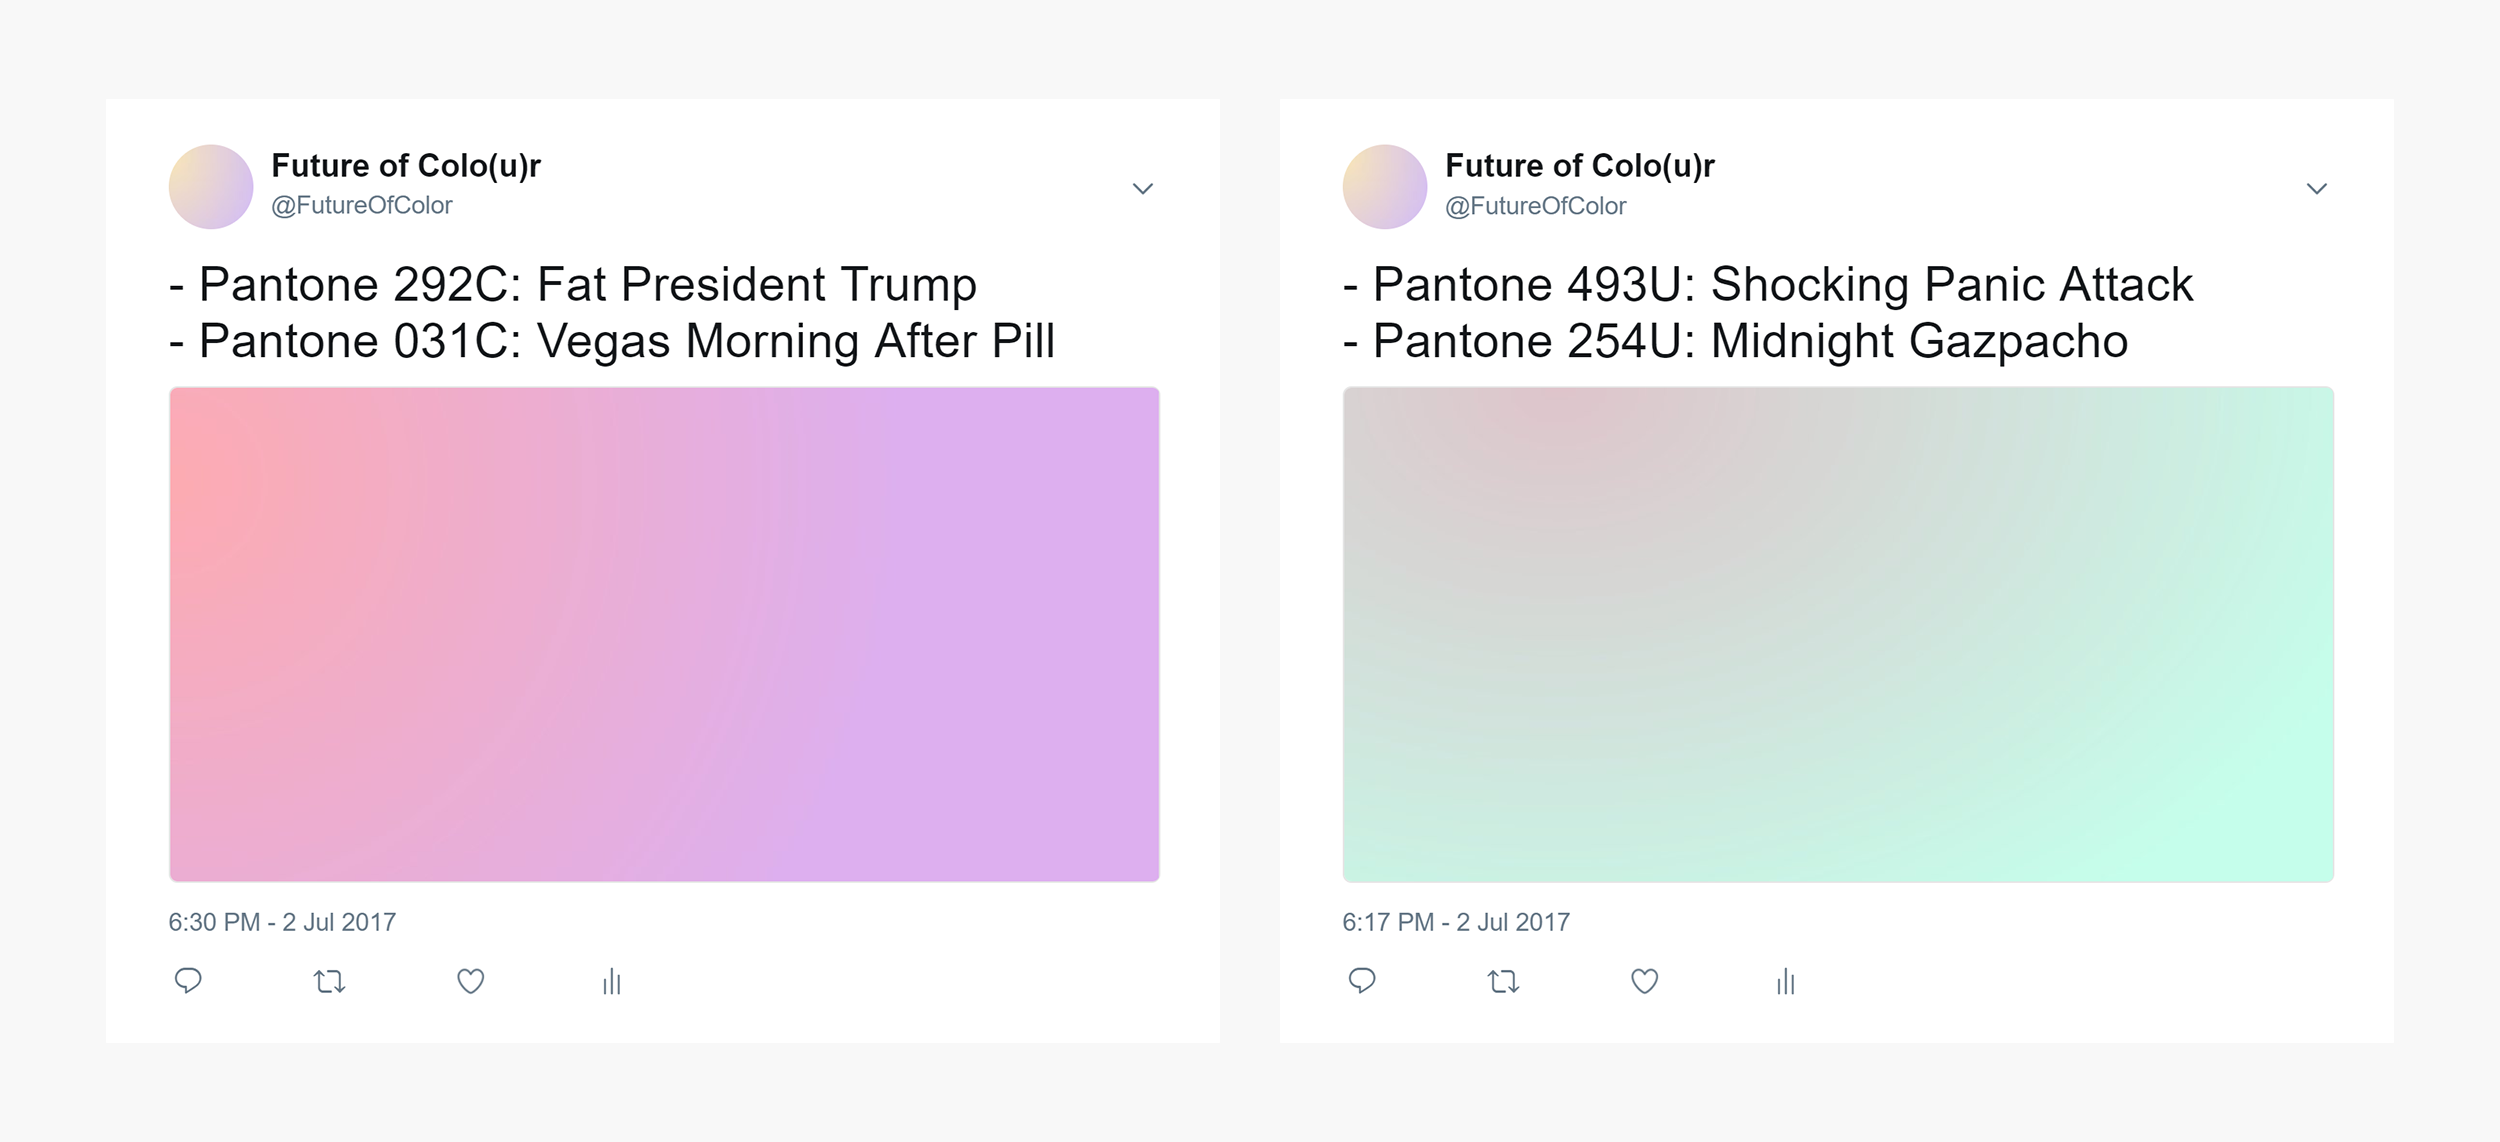 Future of Colo(u)r
@FutureOfColor
- Pantone 292C: Fat President Trump
- Pantone 031C: Vegas Morning After Pill
6:30 PM - 2 Jul 2017
Future of Colo(u)r
@FutureOfColor
- Pantone 493U: Shocking Panic Attack
- Pantone 254U: Midnight Gazpacho
6:17 PM - 2 Jul 2017